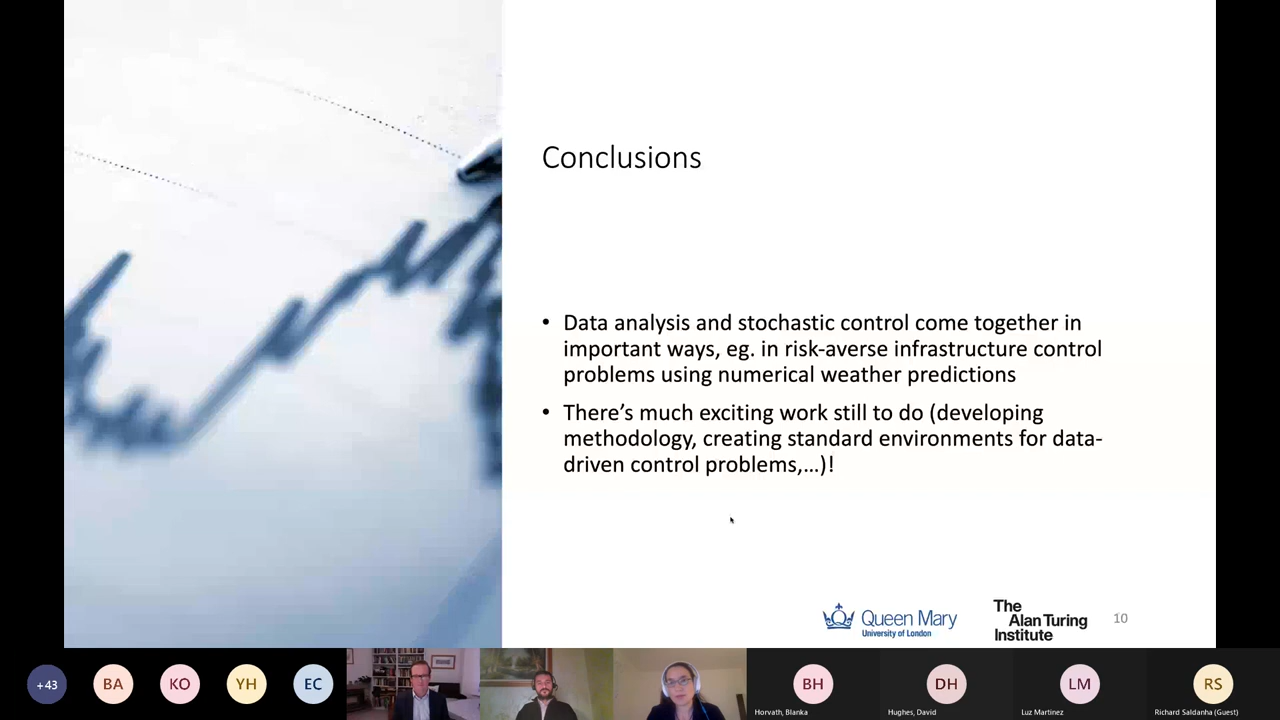 Conclusions
• Data analysis and stochastic control come together in
important ways, eg. in risk-averse infrastructure control
problems using numerical weather predictions
• There's much exciting work still to do (developing
methodology, creating standard environments for data-
driven control problems,...)!
Queen Mary
University of London
The
Alan Turing
Institute
10
+43
BA
KO
YH
EC
BH
DH
LM
RS
Horvath, Blanka
Hughes, David
Luz Martinez
Richard Saldanha (Guest)